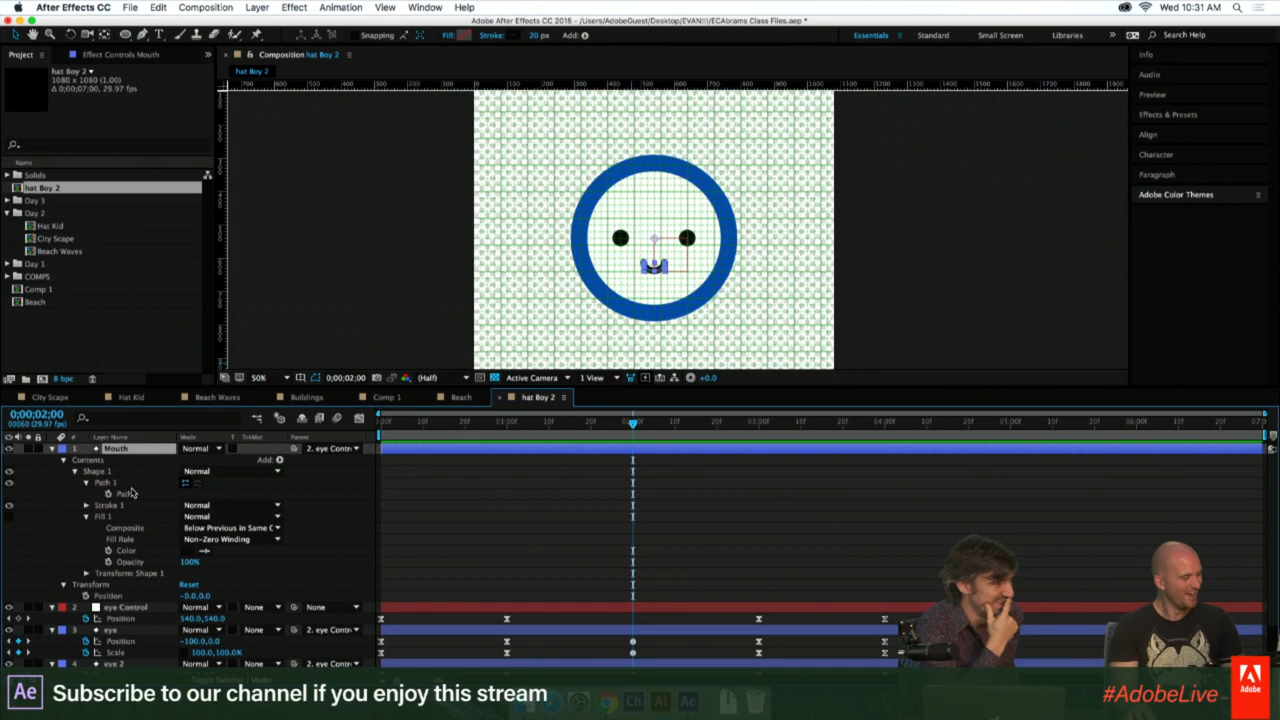 After Effects CC File Edit Composition Layer Effect Animation View Window Help Wed 10:31 AM
Adobe After Effects CC 2015 - /Users/AdobeGuest/Desktop/EVAN!!!/ECAbrams Class Files.aep *
Snapping Fill: Stroke: 20 px Add: Essentials Standard Small Screen Libraries Search Help
Project Effect Controls Mouth Composition hat Boy 2 Info
hat Boy 2
hat Boy 2
1080 x 1080 (1.00)
Δ 0;00;07;00, 29.97 fps
Audio
Preview
Effects & Presets
Align
Character
Paragraph
Adobe Color Themes
Name
Solids
hat Boy 2
Day 3
Day 2
Hat Kid
City Scape
Beach Waves
Day 1
COMPS
Comp 1
Beach
8 bpc 50% 0;00;02;00 (Half) Active Camera 1 View +0.0
City Scape Hat Kid Beach Waves Buildings Comp 1 Beach hat Boy 2
0;00;02;00
00060 (29.97 fps)
# Layer Name Mode T TrkMat Parent
1 Mouth Normal 2. eye Contr
Contents Add:
Shape 1 Normal
Path 1
Path
Stroke 1 Normal
Fill 1 Normal
Composite Below Previous in Same G
Fill Rule Non-Zero Winding
Color
Opacity 100%
Transform: Shape 1
Transform Reset
Position -0.0,0.0
2 eye Control Normal None None
Position 540.0,540.0
3 eye Normal None 2. eye Contr
Position -100.0,0.0
Scale 100.0,100.0%
4 eye 2 Normal None 2. eye Contr
Toggle Switches / Modes
Ae Subscribe to our channel if you enjoy this stream #AdobeLive Adobe